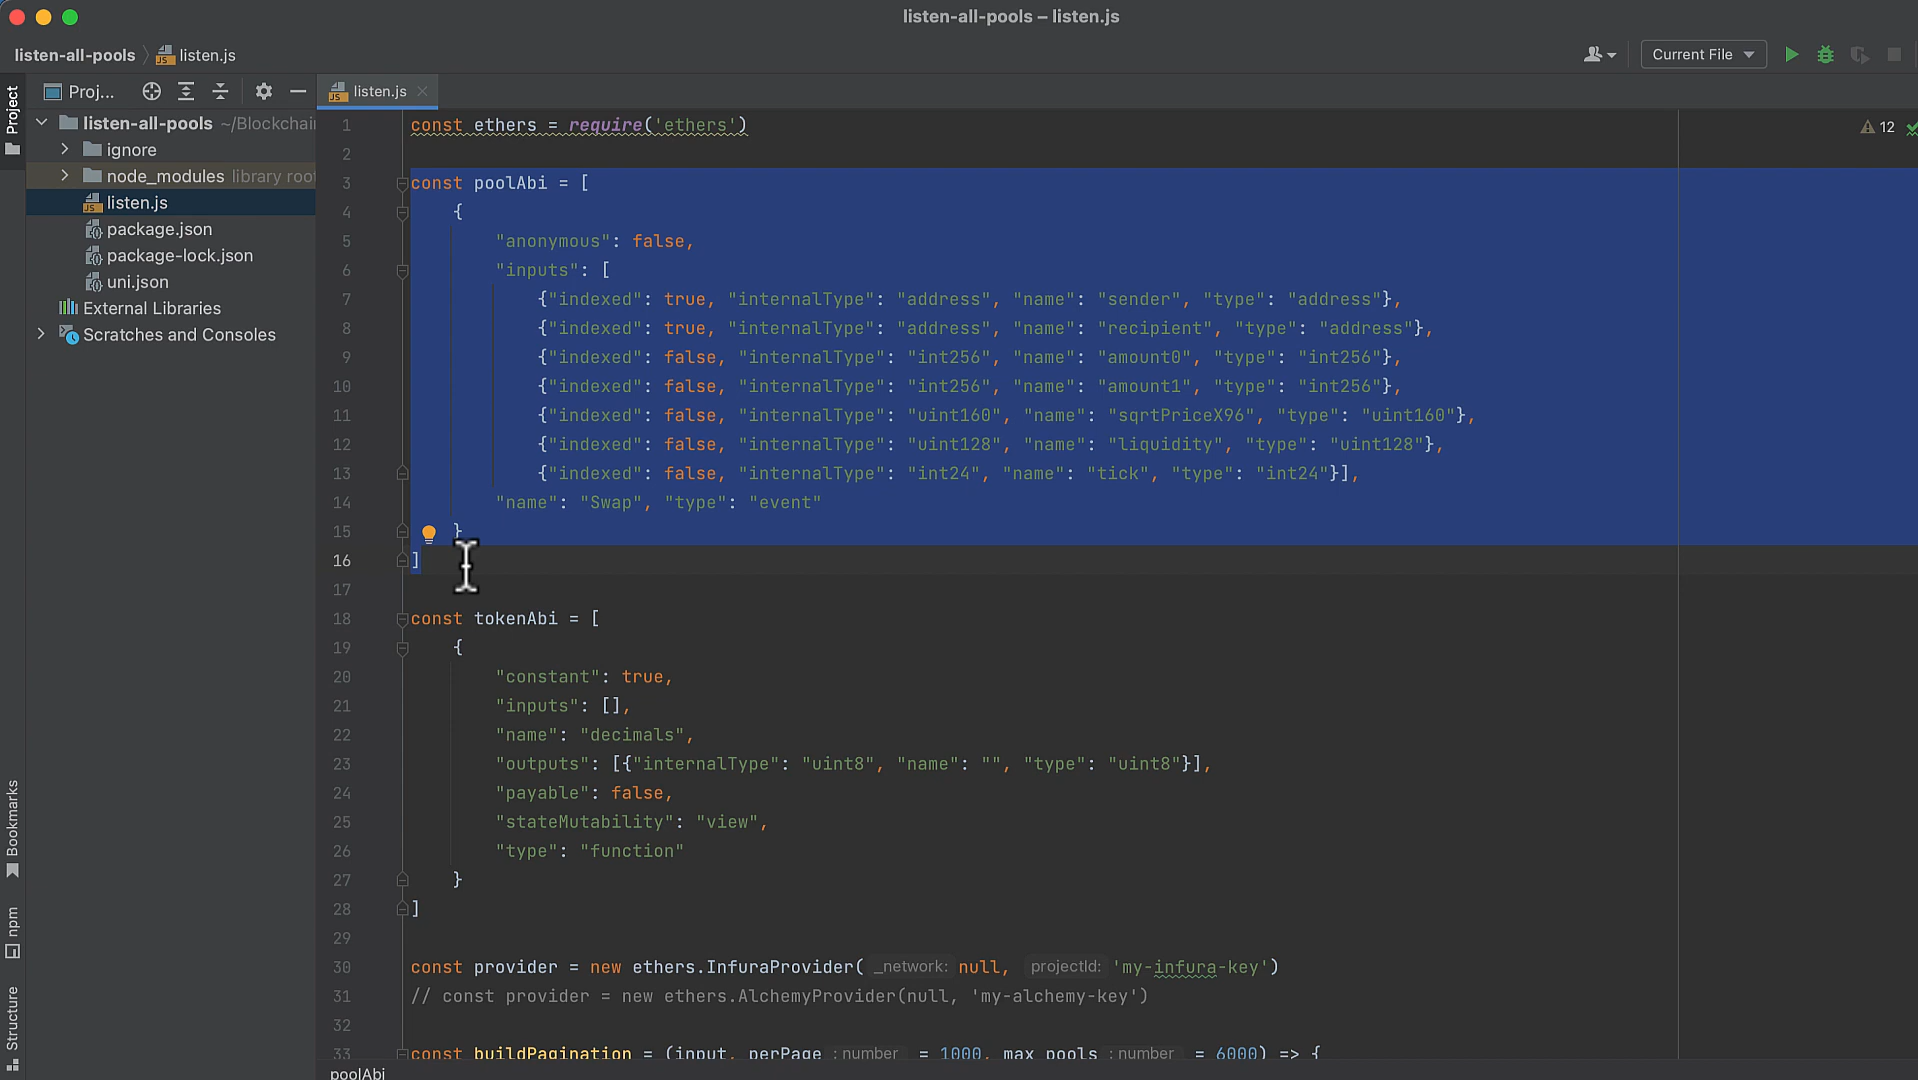 listen-all-pools – listen.js
listen-all-pools
listen.js
Current File
Project
Proj...
listen.js
listen-all-pools ~/Blockchai
ignore
node_modules library roo
listen.js
package.json
package-lock.json
uni.json
External Libraries
Scratches and Consoles
Bookmarks
npm
Structure
12
1 const ethers = require('ethers')
2
3 const poolAbi = [
4 {
5 "anonymous": false,
6 "inputs": [
7 {"indexed": true, "internalType": "address", "name": "sender", "type": "address"},
8 {"indexed": true, "internalType": "address", "name": "recipient", "type": "address"},
9 {"indexed": false, "internalType": "int256", "name": "amount0", "type": "int256"},
10 {"indexed": false, "internalType": "int256", "name": "amount1", "type": "int256"},
11 {"indexed": false, "internalType": "uint160", "name": "sqrtPriceX96", "type": "uint160"},
12 {"indexed": false, "internalType": "uint128", "name": "liquidity", "type": "uint128"},
13 {"indexed": false, "internalType": "int24", "name": "tick", "type": "int24"}],
14 "name": "Swap", "type": "event"
15 }
16 ]
17
18 const tokenAbi = [
19 {
20 "constant": true,
21 "inputs": [],
22 "name": "decimals",
23 "outputs": [{"internalType": "uint8", "name": "", "type": "uint8"}],
24 "payable": false,
25 "stateMutability": "view",
26 "type": "function"
27 }
28 ]
29
30 const provider = new ethers.InfuraProvider( _network: null, projectId: 'my-infura-key')
31 // const provider = new ethers.AlchemyProvider(null, 'my-alchemy-key')
32
33 const buildPagination = (input, perPage : number = 1000, max_pools : number = 6000) => {
poolAbi